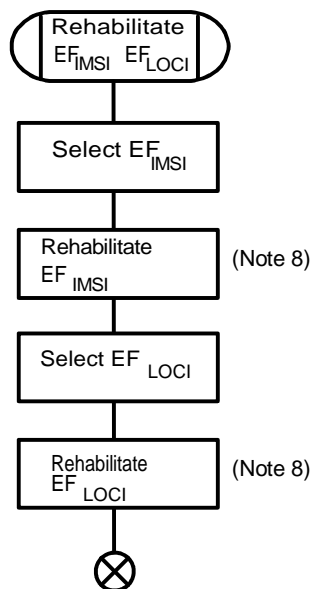 Rehabilitate
EFIMSI EFLOCI
Select EFIMSI
Rehabilitate
EF IMSI
(Note 8)
Select EF LOCI
Rehabilitate
EF LOCI
(Note 8)